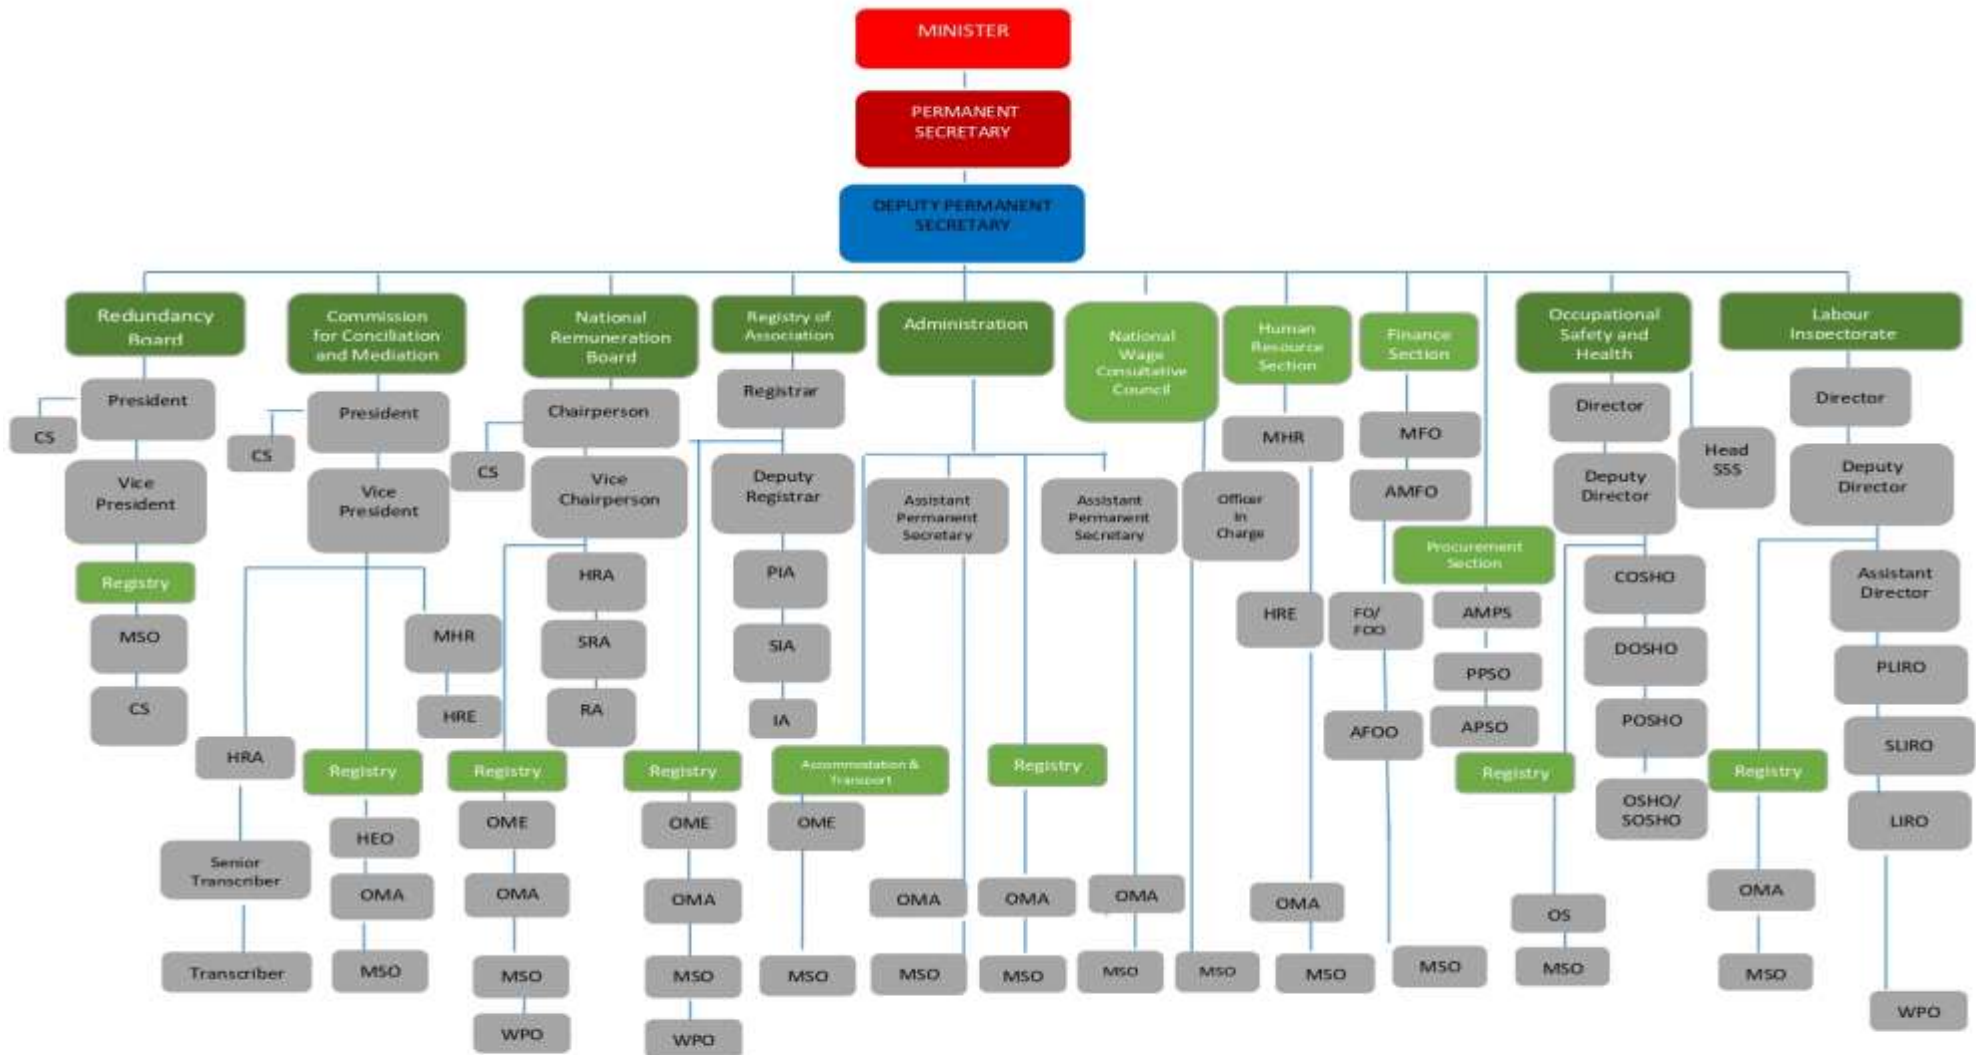 MINISTER
PERMANENT
SECRETARY
DEPUTY PERMANENT
SECRETARY
Redundancy
Board
Commission
for Conciliation
and Mediation
National
Remuneration
Board
Registry of
Association
Administration
National
Wage
Consultative
Council
Human
Resource
Section
Finance
Section
Occupational
Safety and
Health
Labour
Inspectorate
President
CS
Vice
President
Registry
MSO
CS
President
CS
Vice
President
HRA
Senior
Transcriber
Transcriber
Registry
HEO
OMA
MSO
MHR
HRE
Chairperson
CS
Vice
Chairperson
HRA
SRA
RA
Registry
OME
OMA
MSO
WPO
Registrar
Deputy
Registrar
PIA
SIA
IA
Registry
OME
OMA
MSO
WPO
Accommodation &
Transport
OME
MSO
Assistant
Permanent
Secretary
OMA
MSO
Registry
OMA
MSO
Assistant
Permanent
Secretary
OMA
MSO
Officer
In
Charge
MSO
MHR
HRE
OMA
MSO
MFO
AMFO
FO/
FOO
AFOO
MSO
Procurement
Section
AMPS
PPSO
APSO
Director
Deputy
Director
Head
SSS
COSHO
DOSHO
POSHO
OSHO/
SOSHO
Registry
OS
MSO
Director
Deputy
Director
Assistant
Director
PLIRO
SLIRO
LIRO
WPO
Registry
OMA
MSO